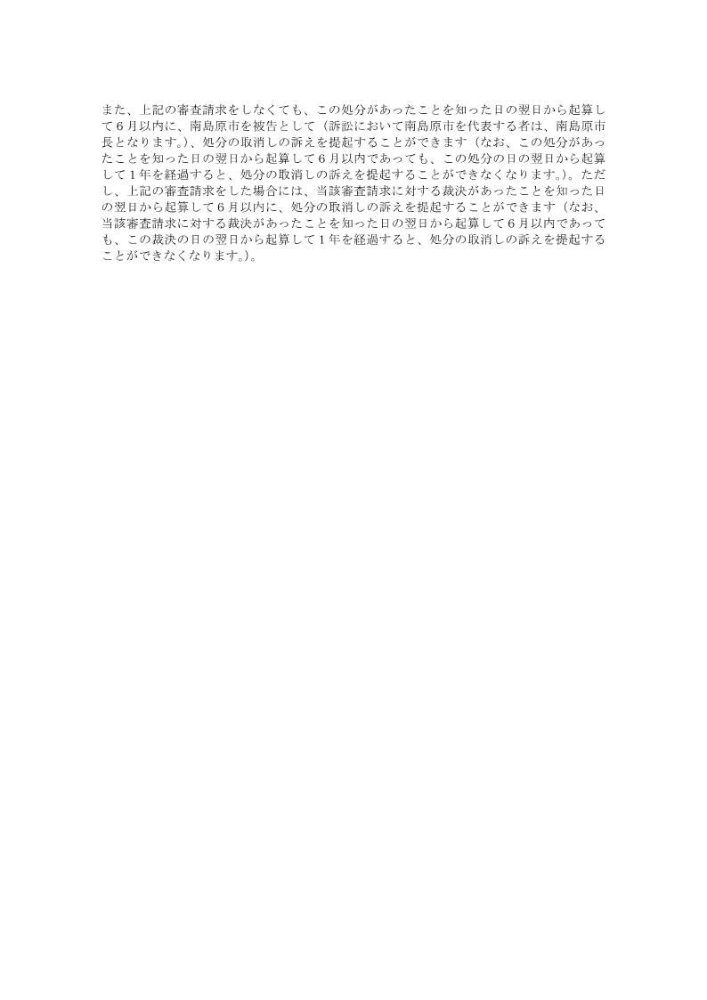 また、上記の審査請求をしなくても、この処分があったことを知った日の翌日から起算し
て６月以内に、南島原市を被告として（訴訟において南島原市を代表する者は、南島原市
長となります。）、処分の取消しの訴えを提起することができます（なお、この処分があっ
たことを知った日の翌日から起算して６月以内であっても、この処分の日の翌日から起算
して１年を経過すると、処分の取消しの訴えを提起することができなくなります。）。ただ
し、上記の審査請求をした場合には、当該審査請求に対する裁決があったことを知った日
の翌日から起算して６月以内に、処分の取消しの訴えを提起することができます（なお、
当該審査請求に対する裁決があったことを知った日の翌日から起算して６月以内であって
も、この裁決の日の翌日から起算して１年を経過すると、処分の取消しの訴えを提起する
ことができなくなります。）。